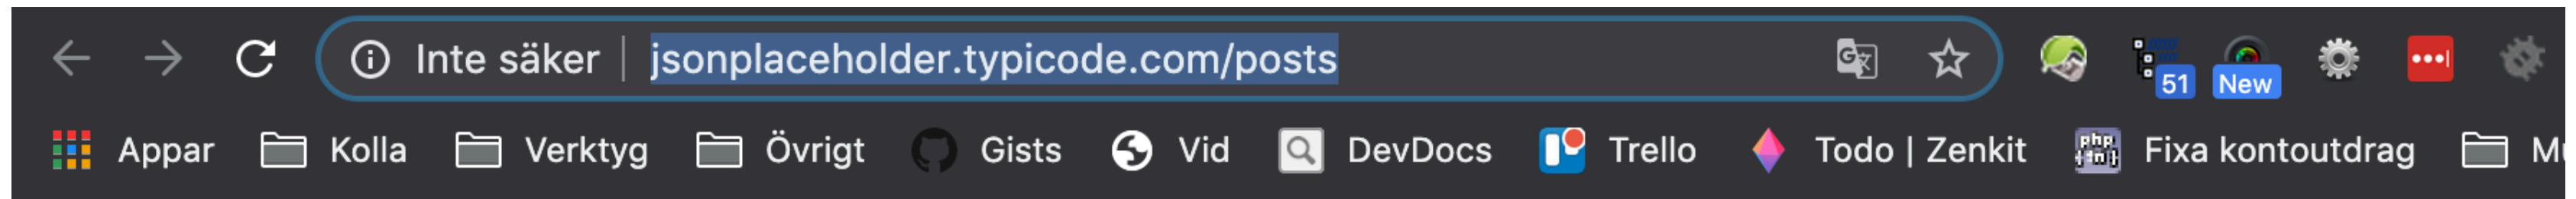 Inte säker | jsonplaceholder.typicode.com/posts 51 New
Appar Kolla Verktyg Övrigt Gists Vid DevDocs Trello Todo | Zenkit php Fixa kontoutdrag